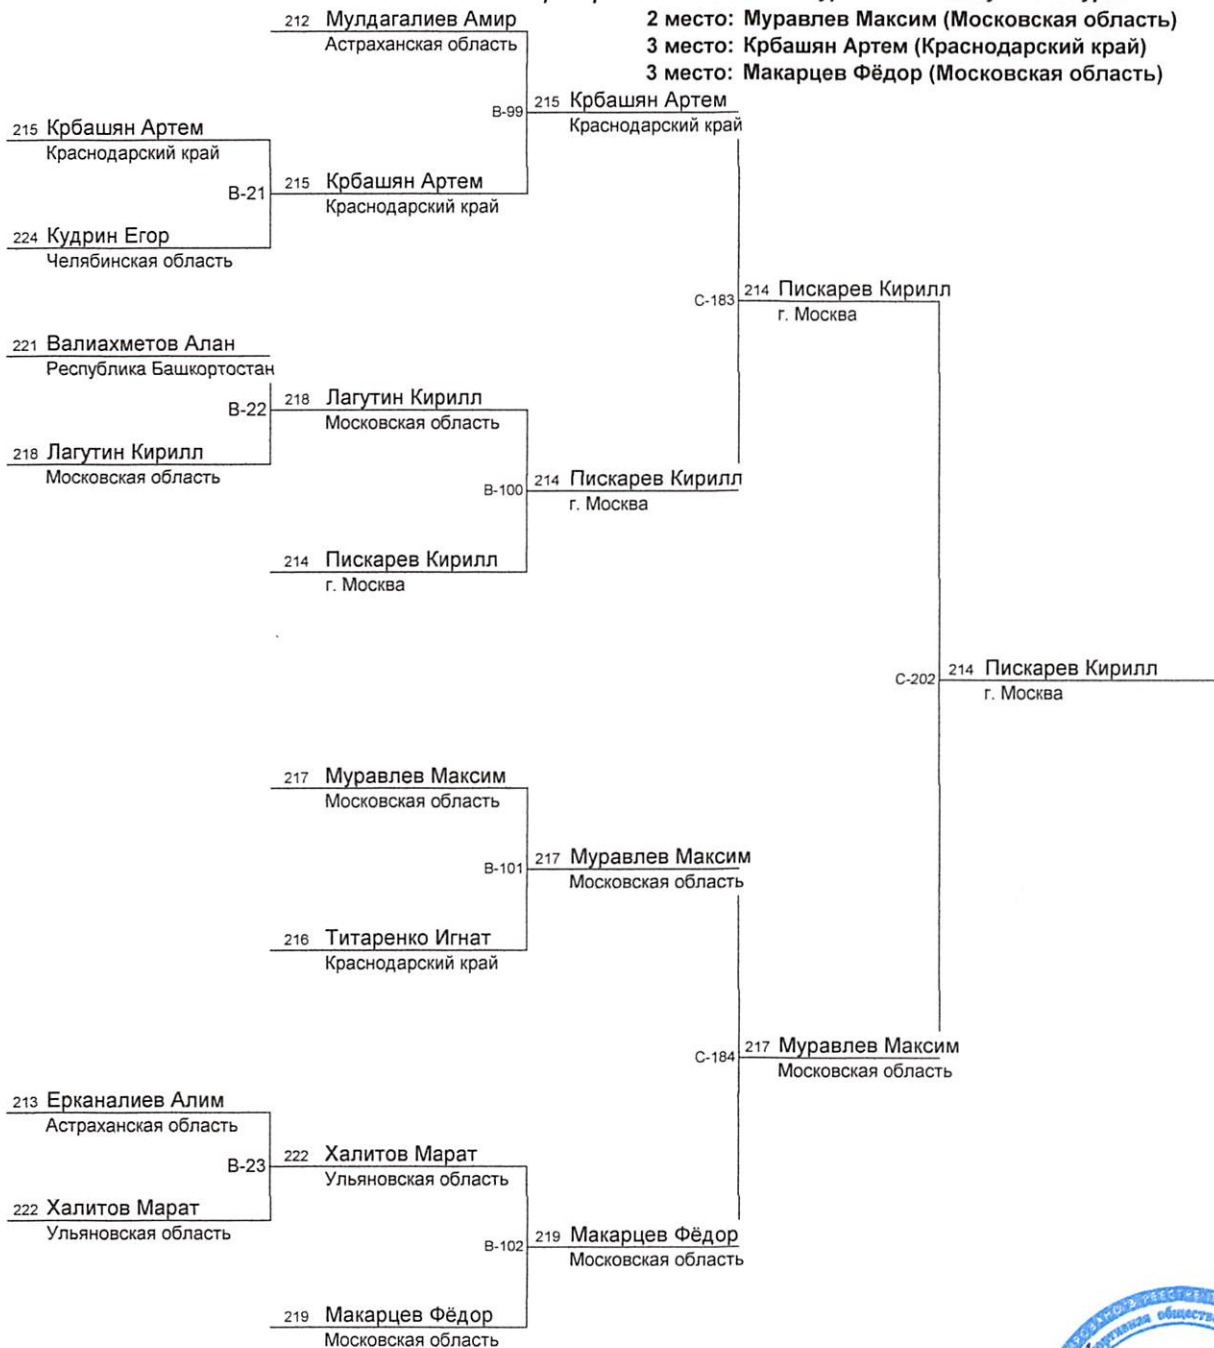 2 место: Муравлев Максим (Московская область)
3 место: Крбашян Артем (Краснодарский край)
3 место: Макарцев Фёдор (Московская область)
212 Мулдагалиев Амир
Астраханская область
B-99
215 Крбашян Артем
Краснодарский край
215 Крбашян Артем
Краснодарский край
B-21
215 Крбашян Артем
Краснодарский край
224 Кудрин Егор
Челябинская область
C-183
214 Пискарев Кирилл
г. Москва
221 Валиахметов Алан
Республика Башкортостан
B-22
218 Лагутин Кирилл
Московская область
218 Лагутин Кирилл
Московская область
B-100
214 Пискарев Кирилл
г. Москва
214 Пискарев Кирилл
г. Москва
C-202
214 Пискарев Кирилл
г. Москва
217 Муравлев Максим
Московская область
B-101
217 Муравлев Максим
Московская область
216 Титаренко Игнат
Краснодарский край
C-184
217 Муравлев Максим
Московская область
213 Ерканалиев Алим
Астраханская область
B-23
222 Халитов Марат
Ульяновская область
222 Халитов Марат
Ульяновская область
B-102
219 Макарцев Фёдор
Московская область
219 Макарцев Фёдор
Московская область